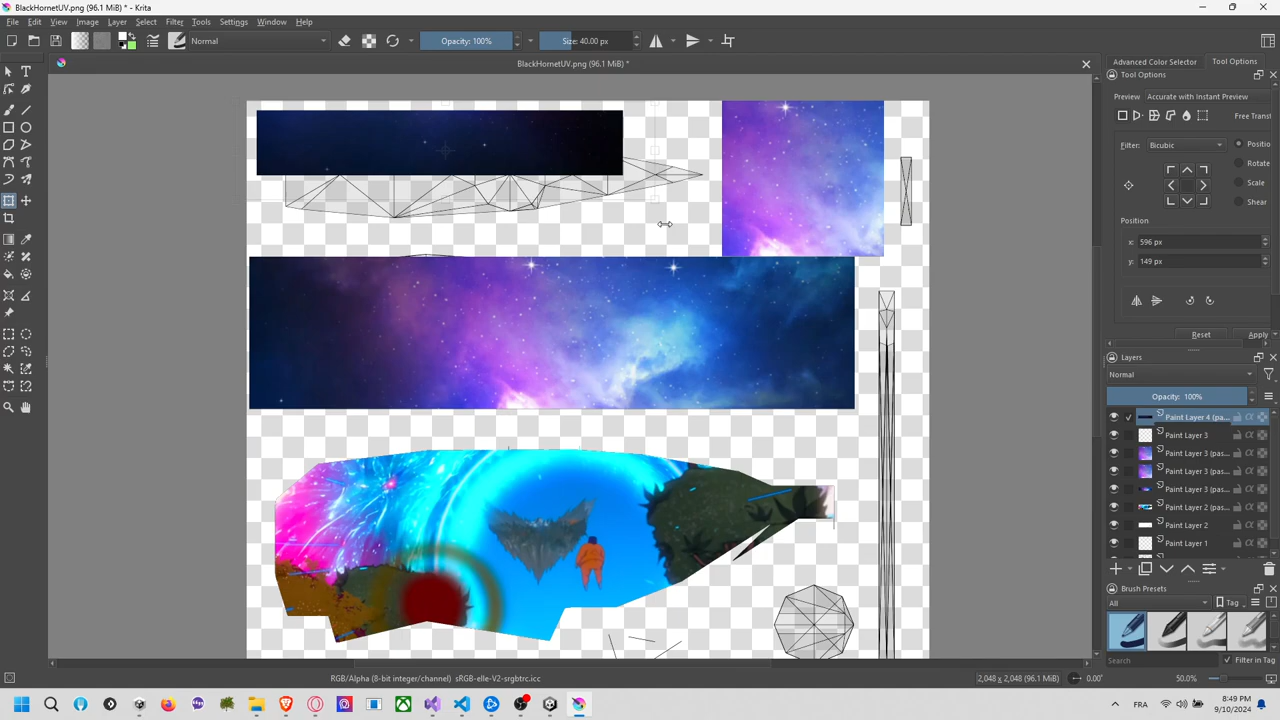 BlackHornetUV.png (96.1 MiB) * - Krita
File Edit View Image Layer Select Filter Tools Settings Window Help
Normal
Opacity: 100%
Size: 40.00 px
BlackHornetUV.png (96.1 MiB) *
Advanced Color Selector
Tool Options
Tool Options
Preview Accurate with Instant Preview
Free Transf
Filter: Bicubic
Positio
Rotate
Scale
Shear
Position
x: 596 px
y: 149 px
Reset
Apply
Layers
Normal
Opacity: 100%
Paint Layer 4 (pa...
Paint Layer 3
Paint Layer 3 (pas...
Paint Layer 3 (pas...
Paint Layer 3 (pas...
Paint Layer 2 (pas...
Paint Layer 2
Paint Layer 1
Brush Presets
All
Tag
Search
Filter in Tag
RGB/Alpha (8-bit integer/channel) sRGB-elle-V2-srgbtrc.icc
2,048 x 2,048 (96.1 MiB)
0.00°
50.0%
FRA
8:49 PM
9/10/2024